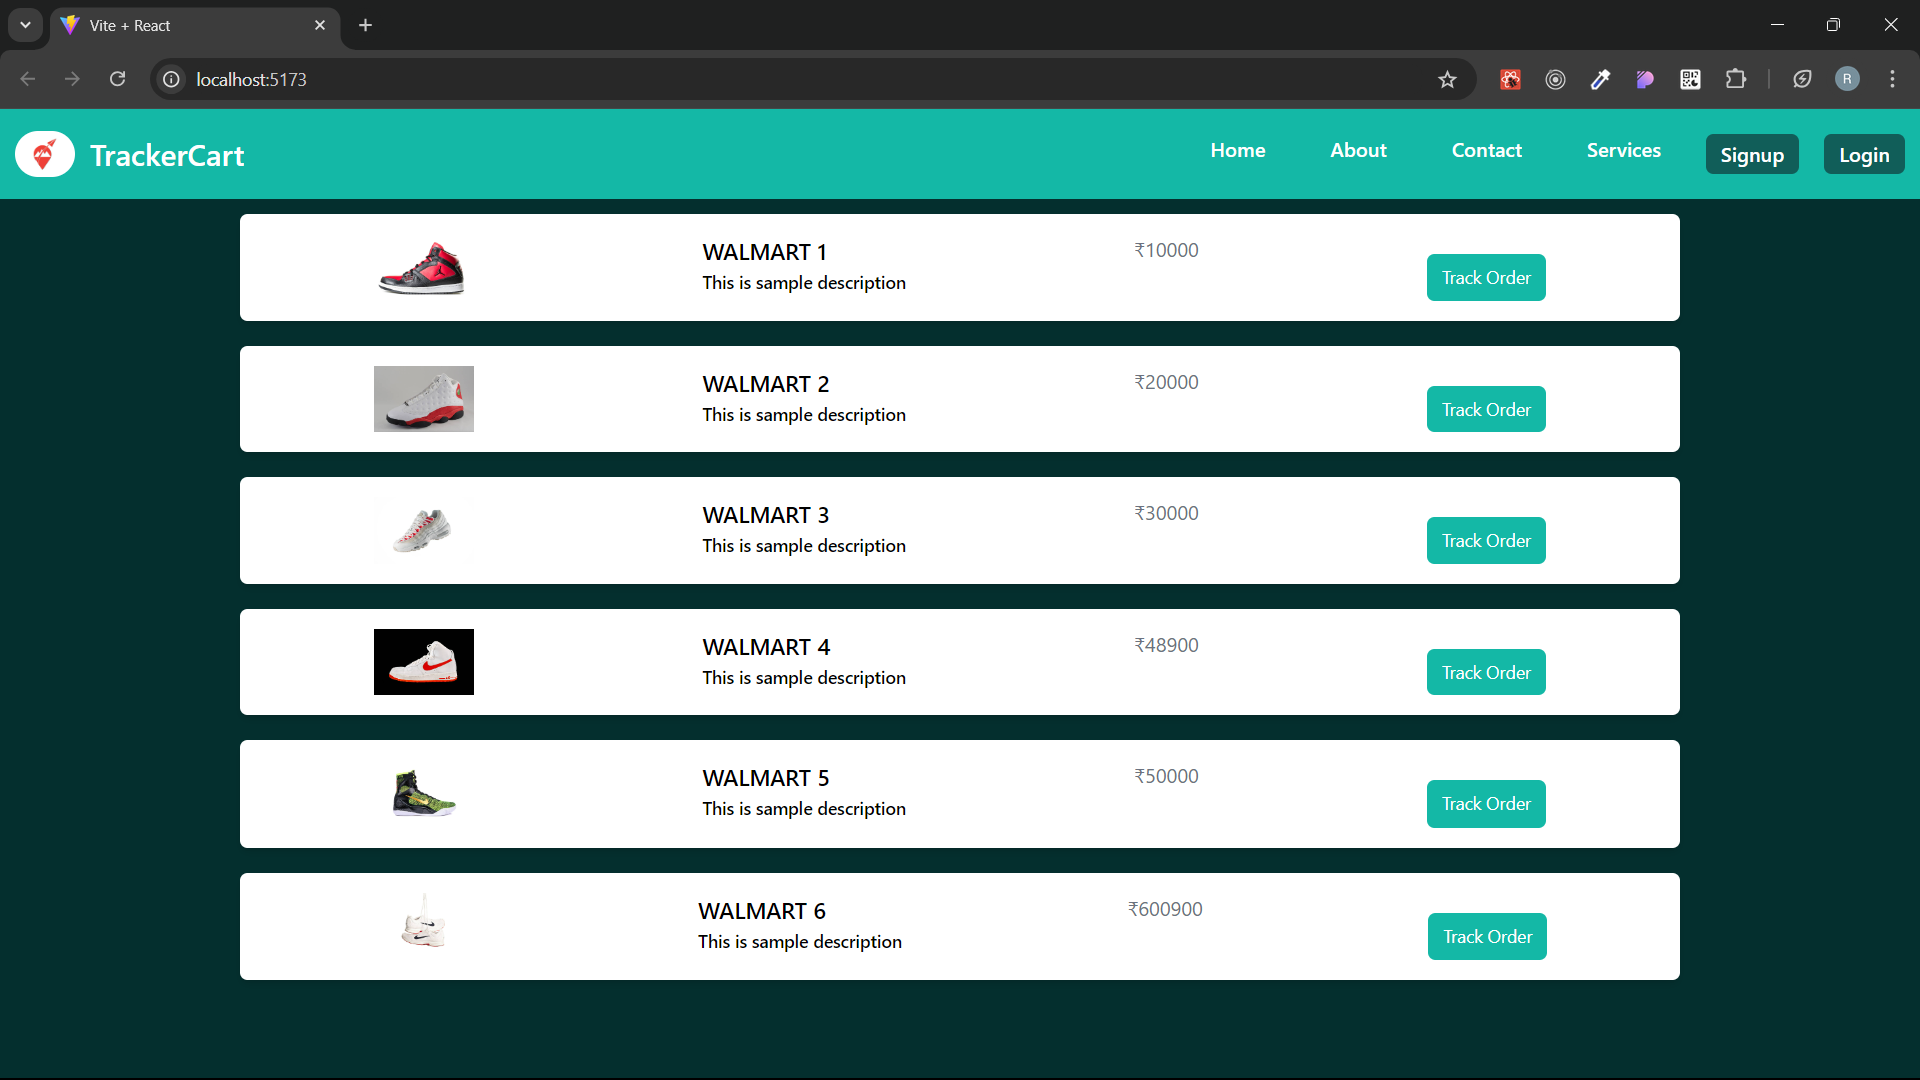 Vite + React
localhost:5173
R
TrackerCart
Home About Contact Services Signup Login
WALMART 1 ₹10000
This is sample description
Track Order
WALMART 2 ₹20000
This is sample description
Track Order
WALMART 3 ₹30000
This is sample description
Track Order
WALMART 4 ₹48900
This is sample description
Track Order
WALMART 5 ₹50000
This is sample description
Track Order
WALMART 6 ₹600900
This is sample description
Track Order